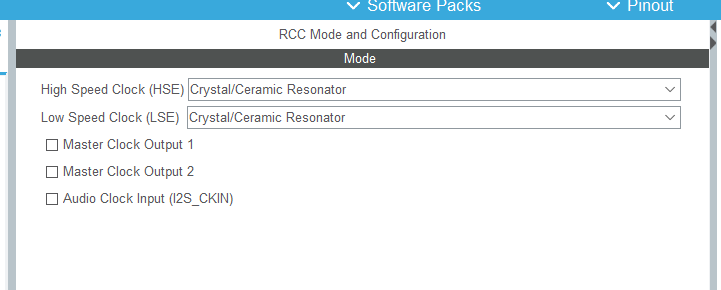 Software Packs Pinout
RCC Mode and Configuration
Mode
High Speed Clock (HSE) Crystal/Ceramic Resonator
Low Speed Clock (LSE) Crystal/Ceramic Resonator
Master Clock Output 1
Master Clock Output 2
Audio Clock Input (I2S_CKIN)